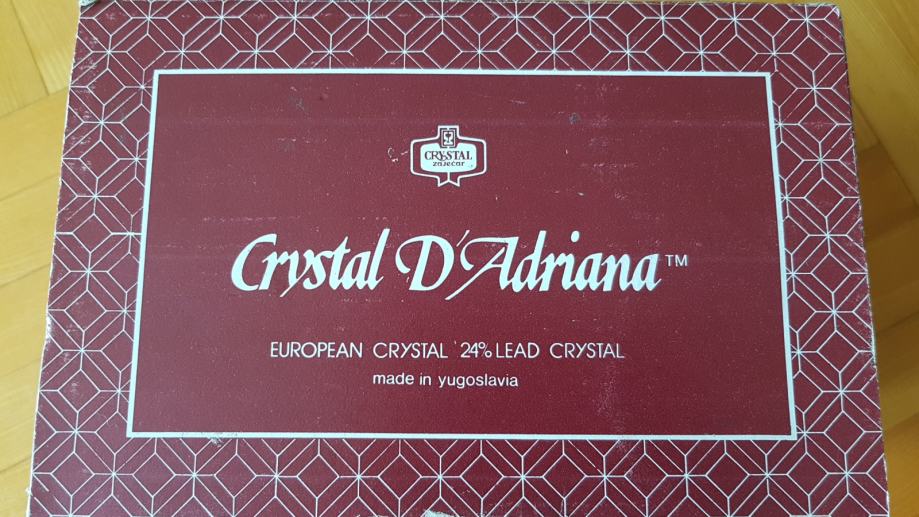 CRYSTAL
zaječar
Crystal D'Adriana™
EUROPEAN CRYSTAL 24% LEAD CRYSTAL
made in yugoslavia